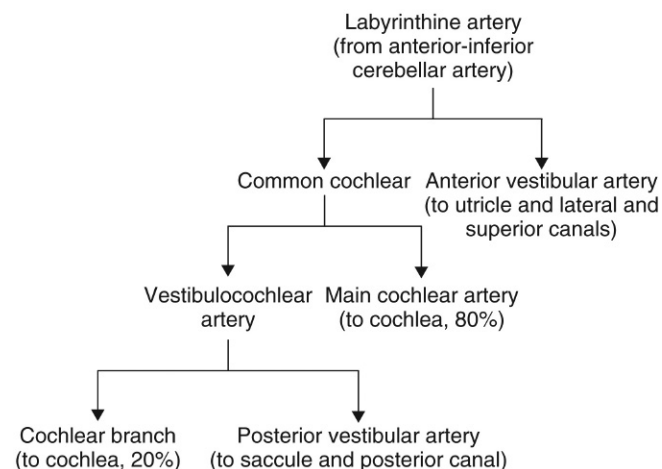 Labyrinthine artery
(from anterior-inferior
cerebellar artery)
Common cochlear
Anterior vestibular artery
(to utricle and lateral and
superior canals)
Vestibulocochlear
artery
Main cochlear artery
(to cochlea, 80%)
Cochlear branch
(to cochlea, 20%)
Posterior vestibular artery
(to saccule and posterior canal)